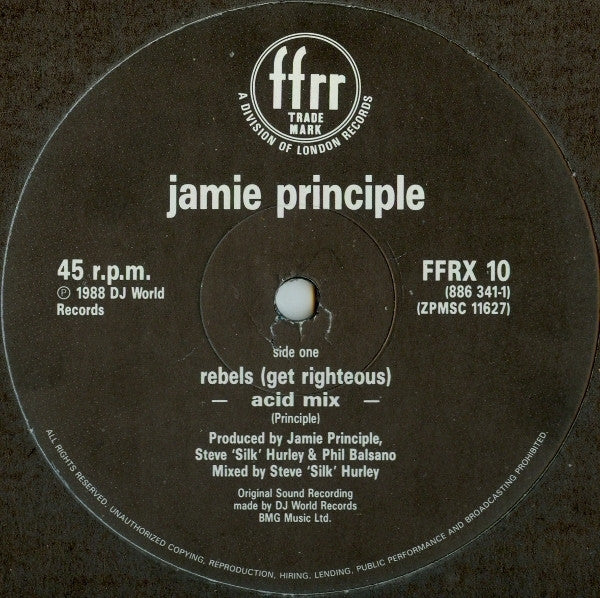 ffrr
TRADE
MARK
A DIVISION OF LONDON RECORDS
jamie principle
45 r.p.m.
℗ 1988 DJ World
Records
FFRX 10
(886 341-1)
(ZPMSC 11627)
side one
rebels (get righteous)
— acid mix —
(Principle)
Produced by Jamie Principle,
Steve ‘Silk’ Hurley & Phil Balsano
Mixed by Steve ‘Silk’ Hurley
Original Sound Recording
made by DJ World Records
BMG Music Ltd.
ALL RIGHTS RESERVED. UNAUTHORIZED COPYING, REPRODUCTION, HIRING, LENDING, PUBLIC PERFORMANCE AND BROADCASTING PROHIBITED.